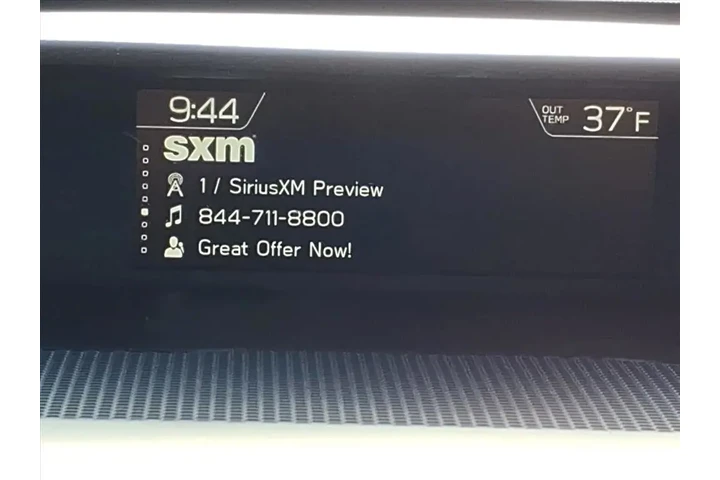 9:44
OUT TEMP 37°F
sxm
1 / SiriusXM Preview
844-711-8800
Great Offer Now!